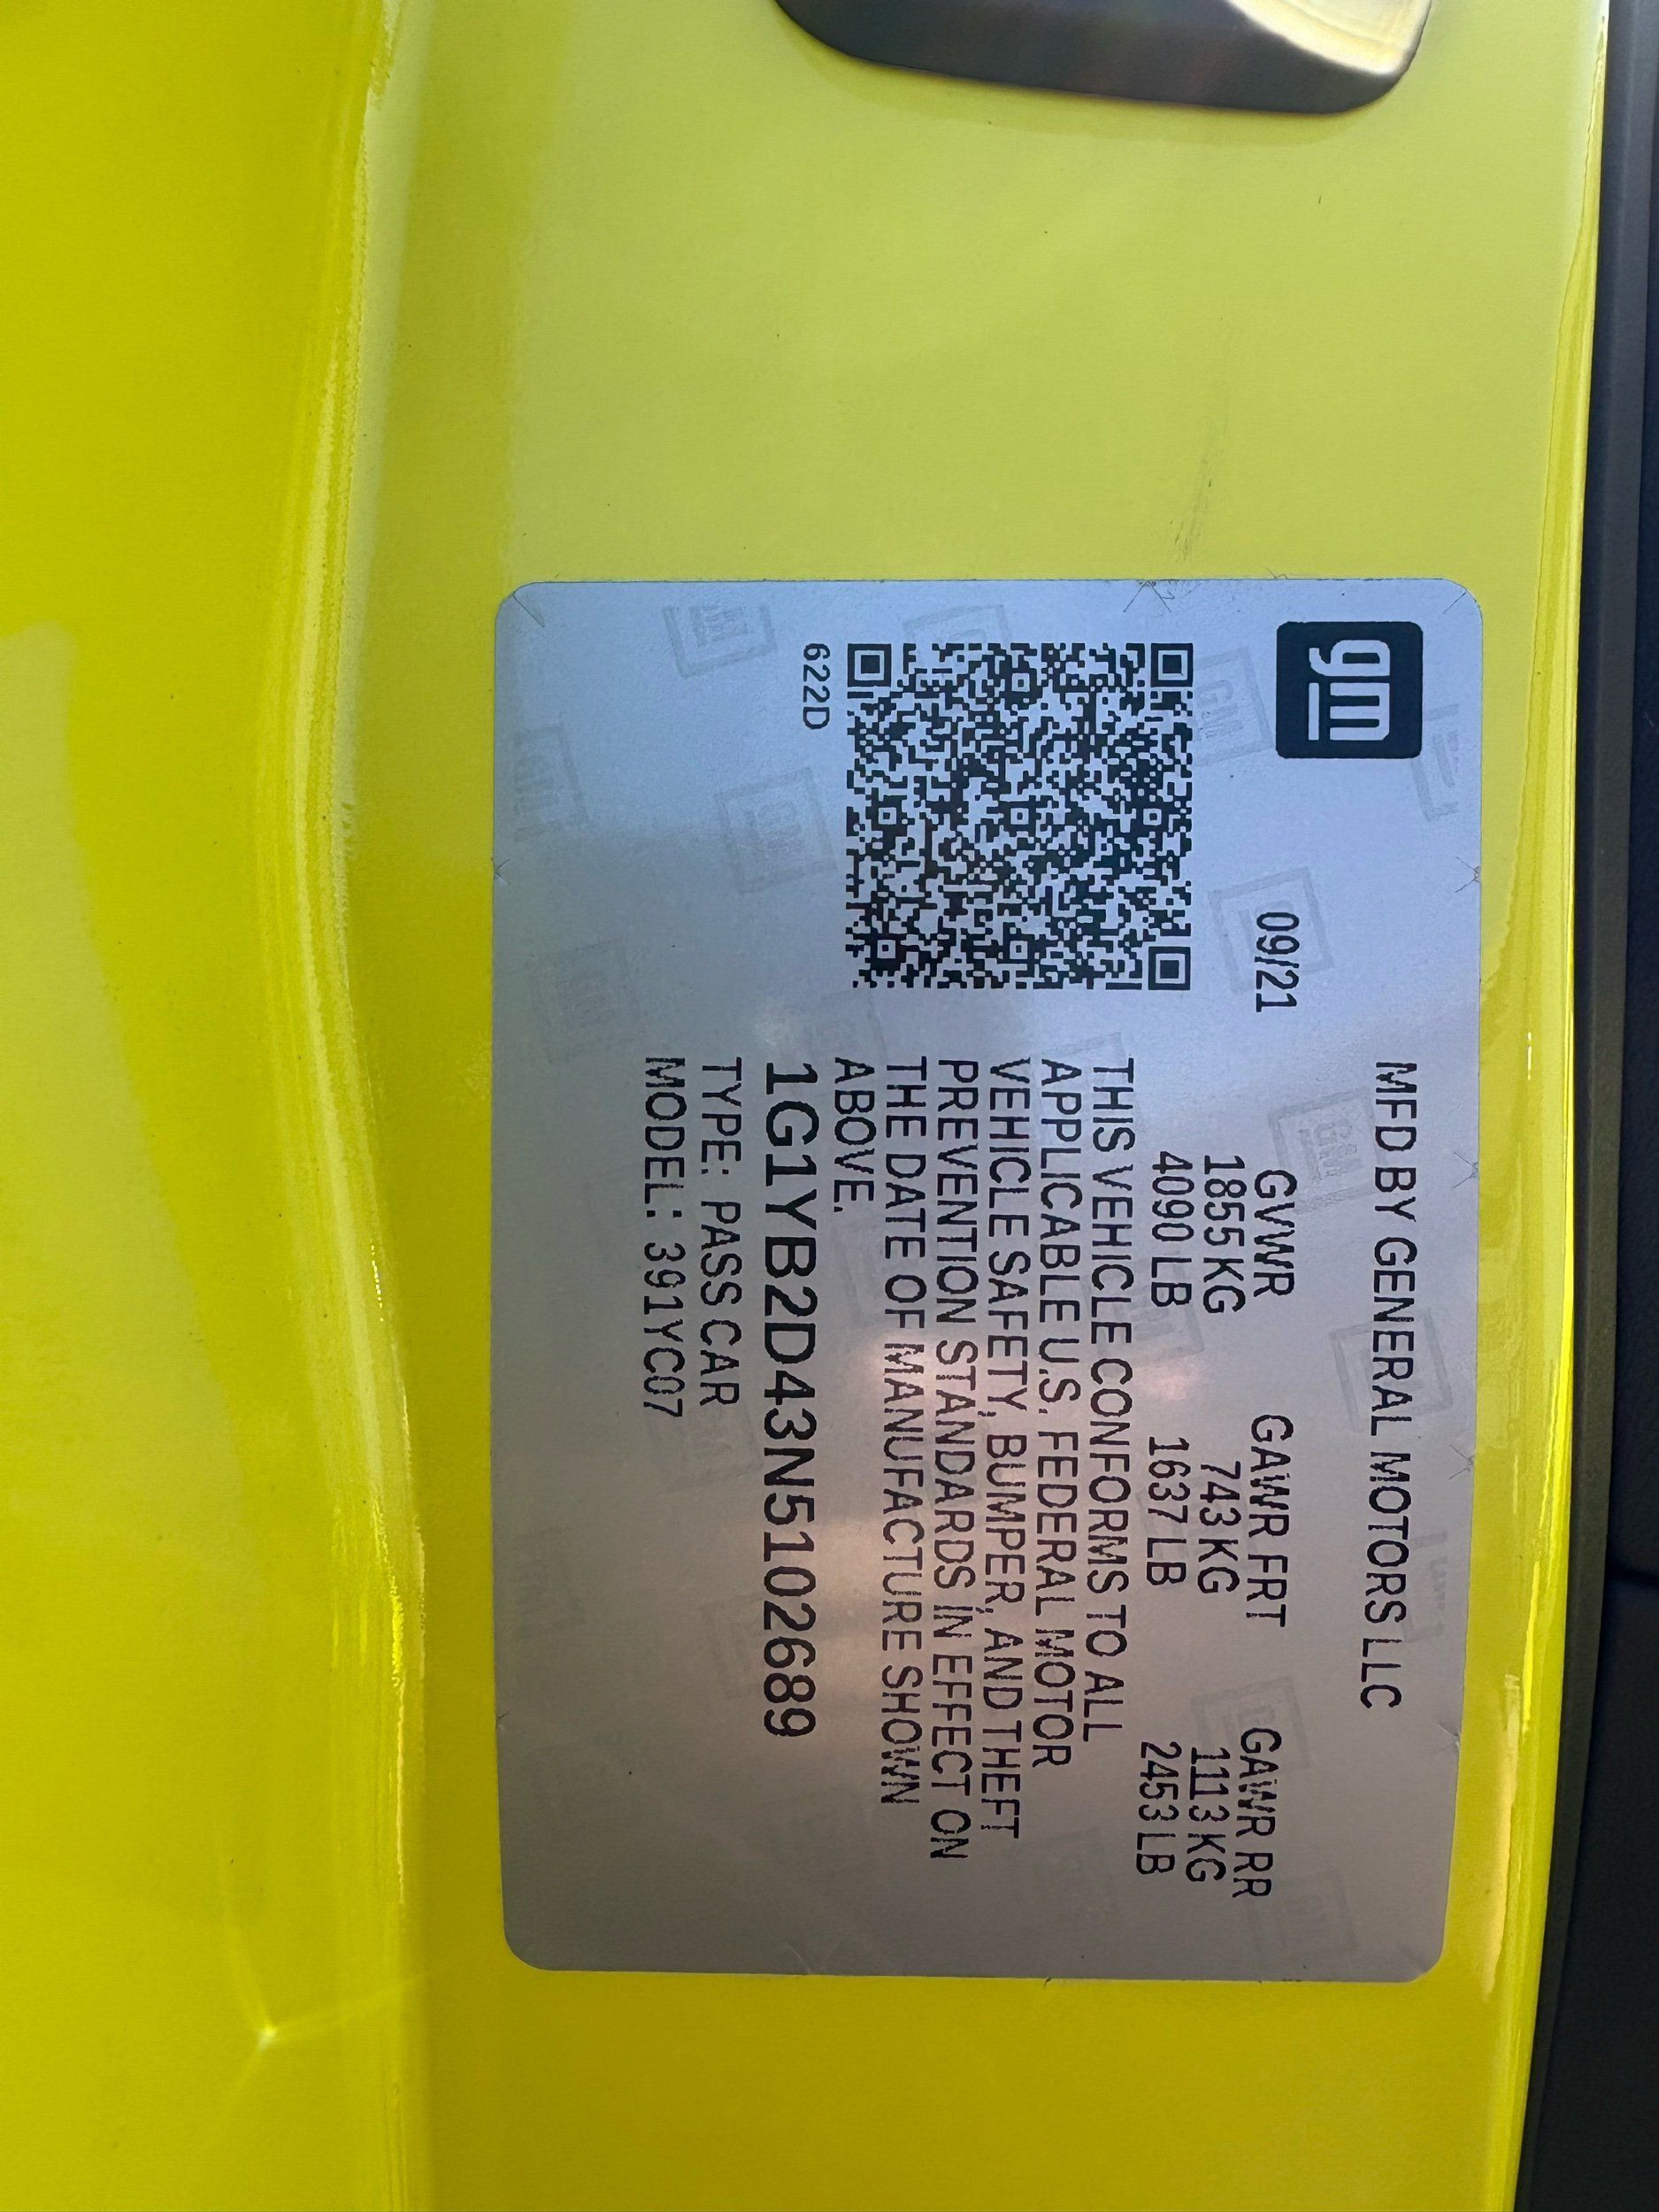 gm
MFD BY GENERAL MOTORS LLC
09/21 GVWR GAWR FRT GAWR RR
1855 KG 743 KG 1113 KG
4090 LB 1637 LB 2453 LB
THIS VEHICLE CONFORMS TO ALL
APPLICABLE U.S. FEDERAL MOTOR
VEHICLE SAFETY, BUMPER, AND THEFT
PREVENTION STANDARDS IN EFFECT ON
THE DATE OF MANUFACTURE SHOWN
ABOVE.
622D
1G1YB2D43N5102689
TYPE: PASS CAR
MODEL: 391YC07